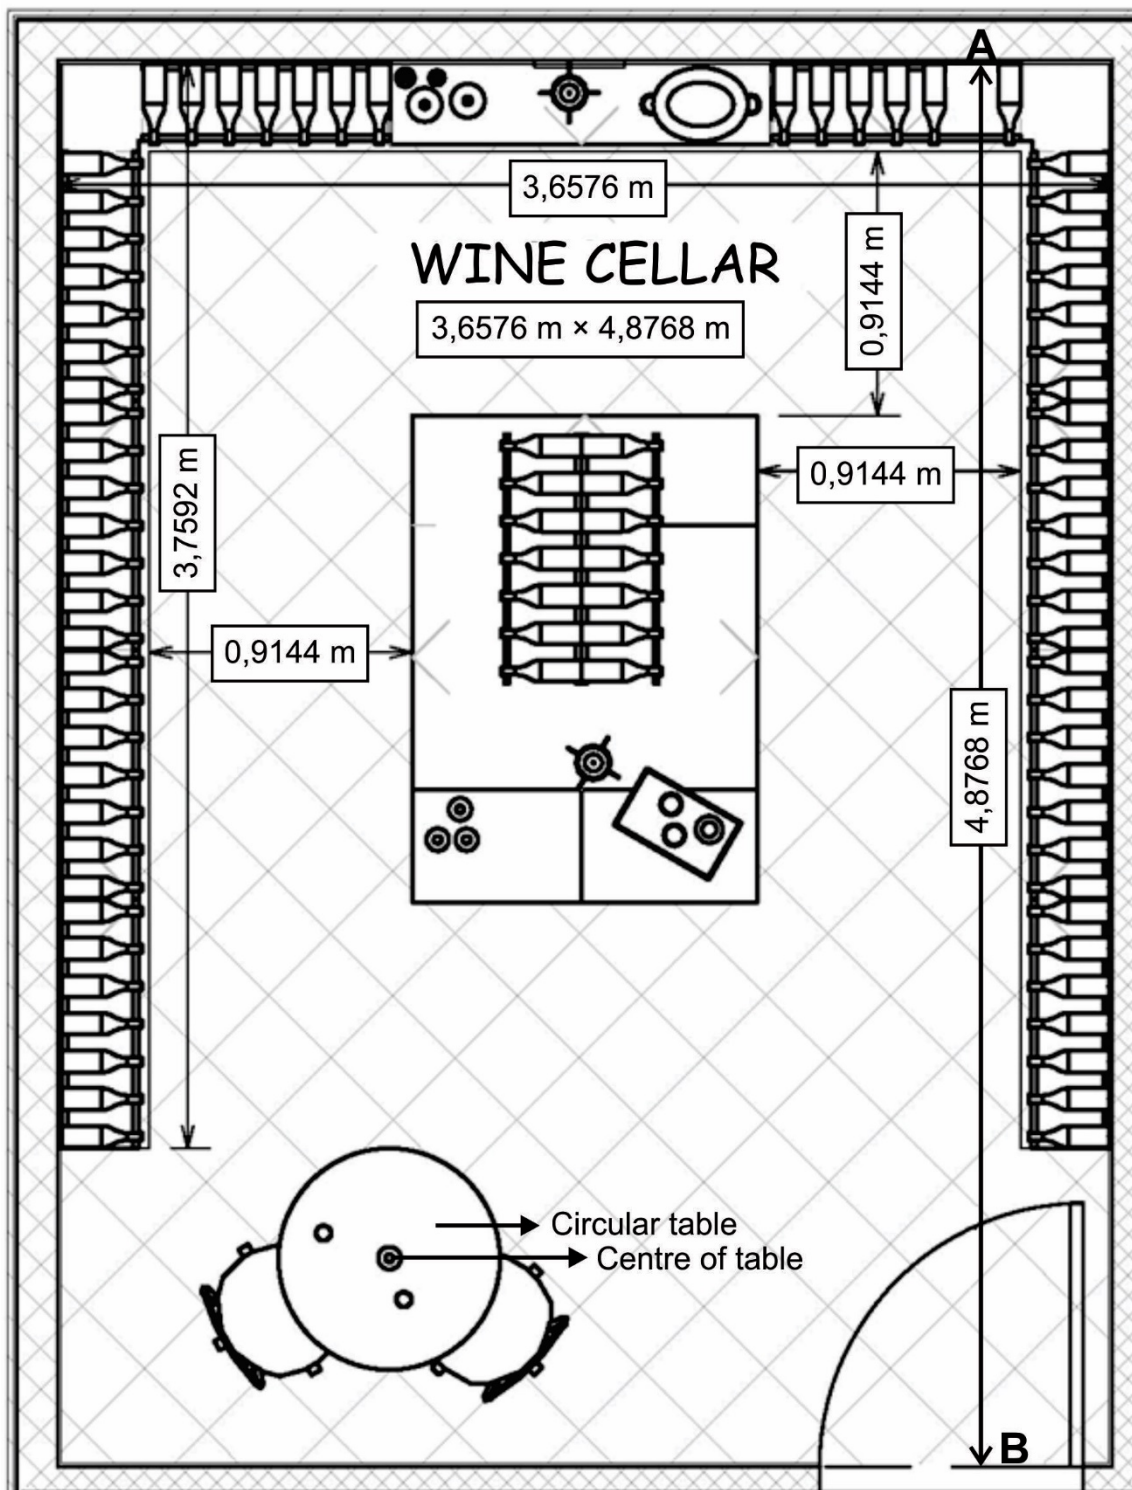 A
3,6576 m
WINE CELLAR
3,6576 m × 4,8768 m
0,9144 m
0,9144 m
3,7592 m
0,9144 m
4,8768 m
Circular table
Centre of table
B